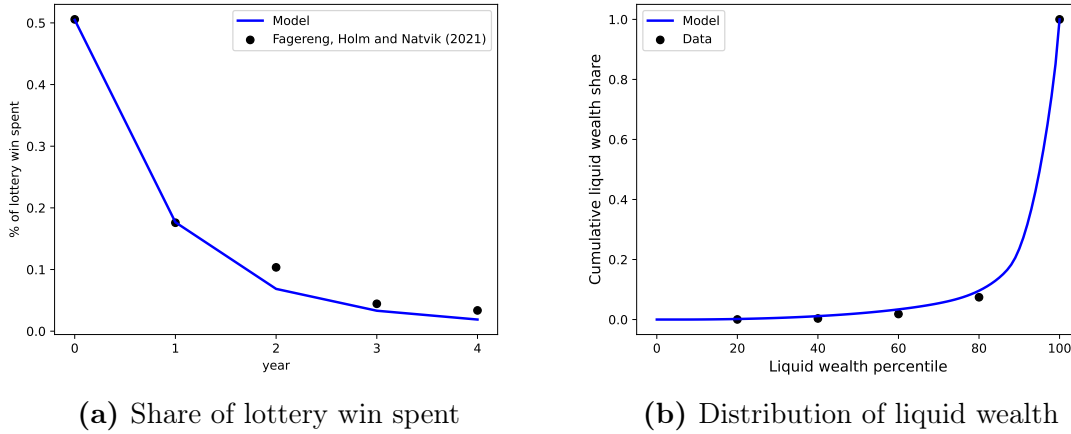 0.5
0.4
0.3
0.2
0.1
0.0
% of lottery win spent
0
1
2
3
4
year
Model
Fagereng, Holm and Natvik (2021)
(a) Share of lottery win spent
1.0
0.8
0.6
0.4
0.2
0.0
Cumulative liquid wealth share
0
20
40
60
80
100
Liquid wealth percentile
Model
Data
(b) Distribution of liquid wealth